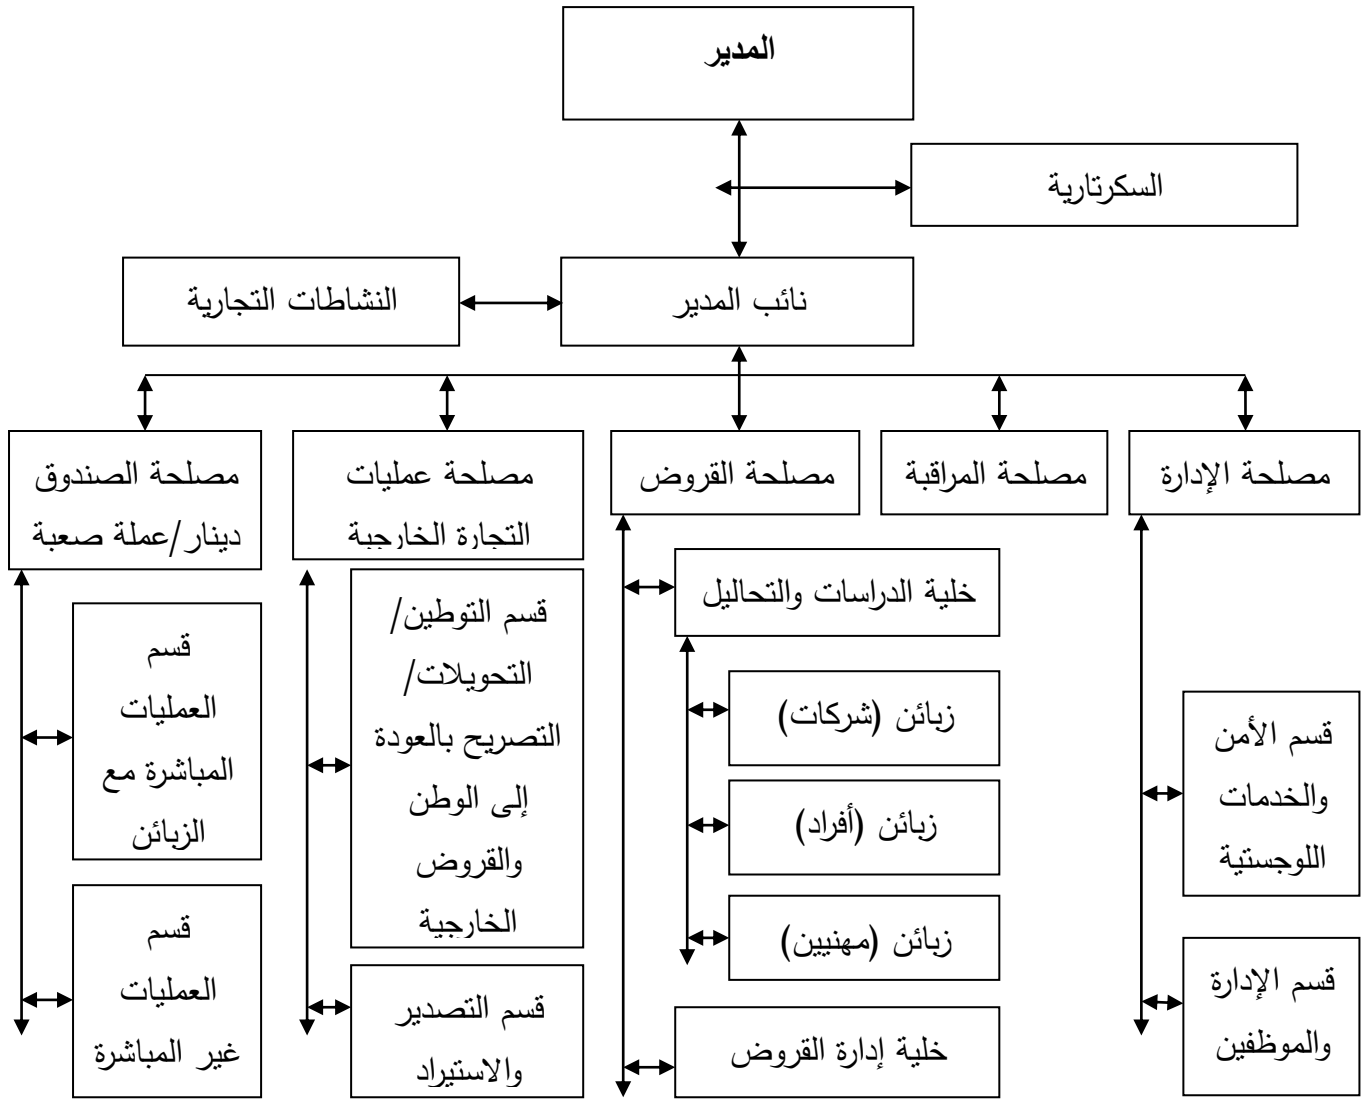 المدير
السكرتارية
نائب المدير
النشاطات التجارية
مصلحة الإدارة
مصلحة المراقبة
مصلحة القروض
مصلحة عمليات
التجارة الخارجية
مصلحة الصندوق
دينار/عملة صعبة
قسم الأمن
والخدمات
اللوجستية
قسم الإدارة
والموظفين
خلية الدراسات والتحاليل
زبائن (شركات)
زبائن (أفراد)
زبائن (مهنيين)
خلية إدارة القروض
قسم التوطين/
التحويلات/
التصريح بالعودة
إلى الوطن
والقروض
الخارجية
قسم التصدير
والاستيراد
قسم
العمليات
المباشرة مع
الزبائن
قسم
العمليات
غير المباشرة